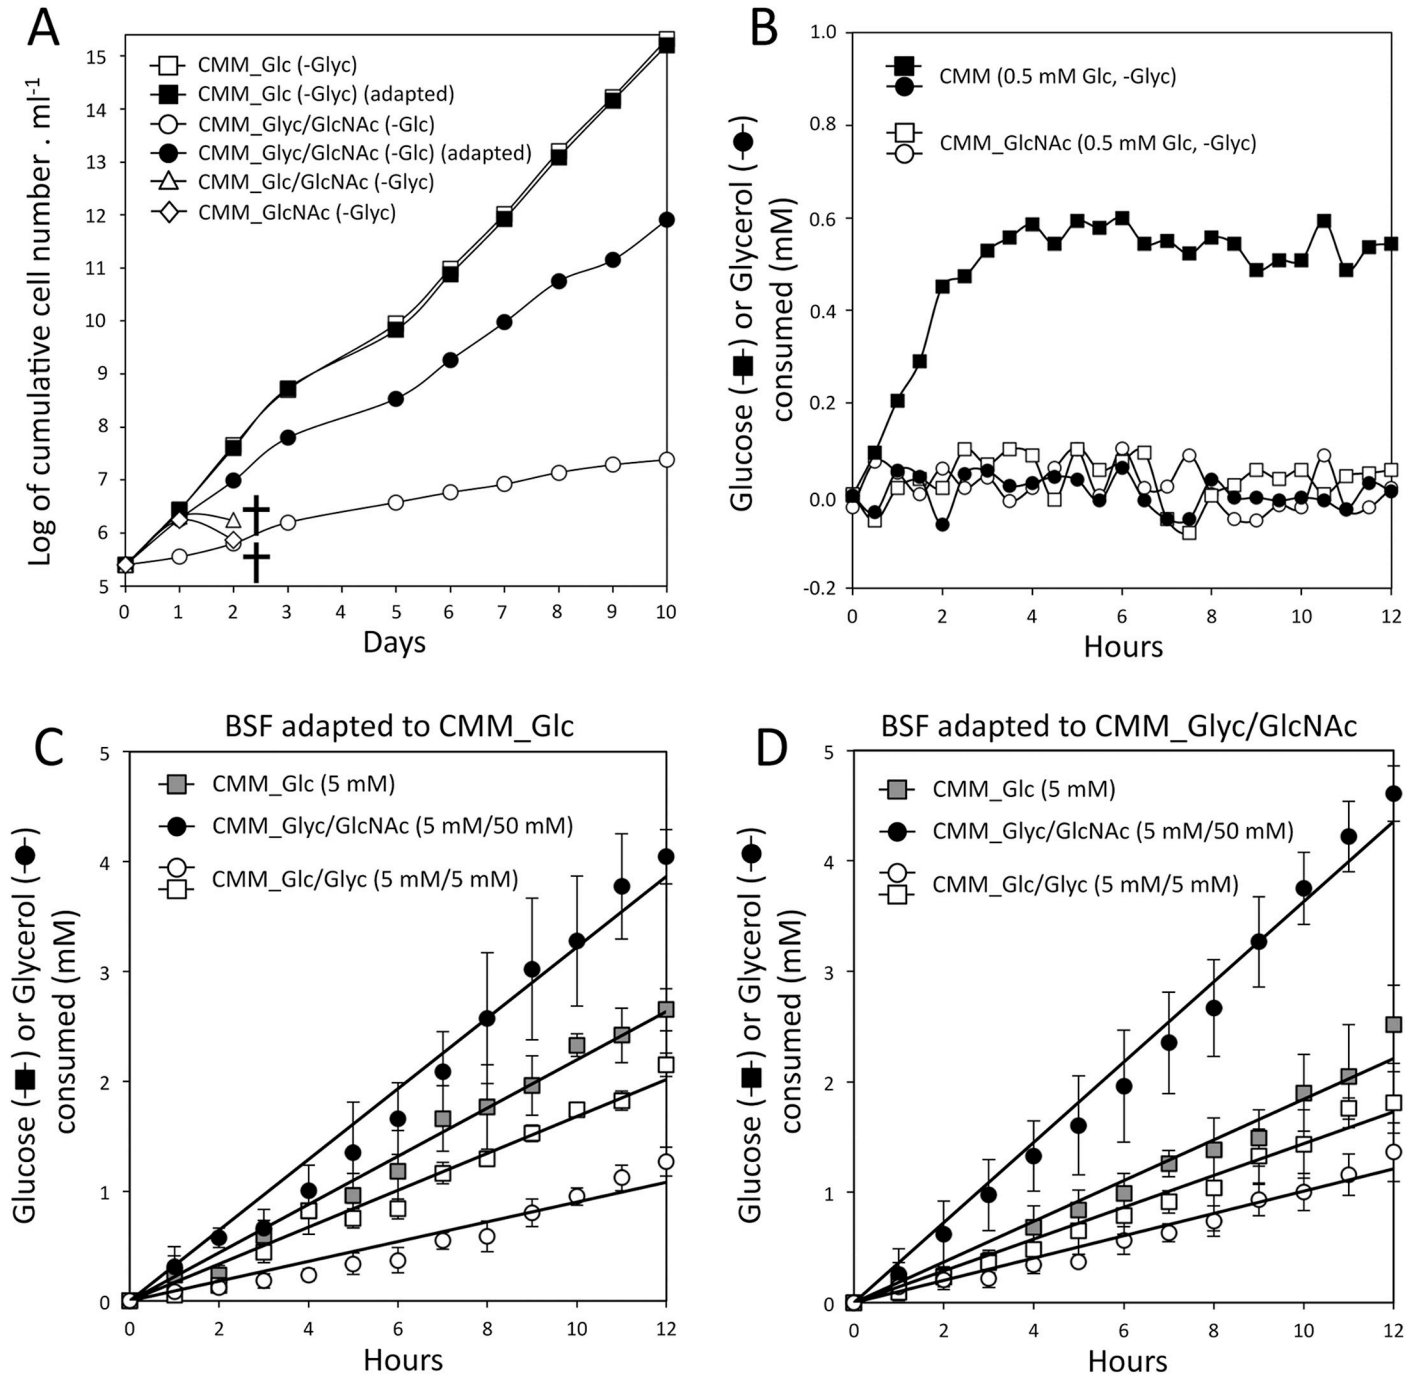 A
Log of cumulative cell number . ml-1
15
14
13
12
11
10
9
8
7
6
5
CMM_Glc (-Glyc)
CMM_Glc (-Glyc) (adapted)
CMM_Glyc/GlcNAc (-Glc)
CMM_Glyc/GlcNAc (-Glc) (adapted)
CMM_Glc/GlcNAc (-Glyc)
CMM_GlcNAc (-Glyc)
0 1 2 3 4 5 6 7 8 9 10
Days
B
Glucose (-■-) or Glycerol (-●-)
consumed (mM)
1.0
0.8
0.6
0.4
0.2
0.0
-0.2
CMM (0.5 mM Glc, -Glyc)
CMM_GlcNAc (0.5 mM Glc, -Glyc)
0 2 4 6 8 10 12
Hours
C
BSF adapted to CMM_Glc
Glucose (-■-) or Glycerol (-●-)
consumed (mM)
5
4
3
2
1
0
CMM_Glc (5 mM)
CMM_Glyc/GlcNAc (5 mM/50 mM)
CMM_Glc/Glyc (5 mM/5 mM)
0 2 4 6 8 10 12
Hours
D
BSF adapted to CMM_Glyc/GlcNAc
Glucose (-■-) or Glycerol (-●-)
consumed (mM)
5
4
3
2
1
0
CMM_Glc (5 mM)
CMM_Glyc/GlcNAc (5 mM/50 mM)
CMM_Glc/Glyc (5 mM/5 mM)
0 2 4 6 8 10 12
Hours